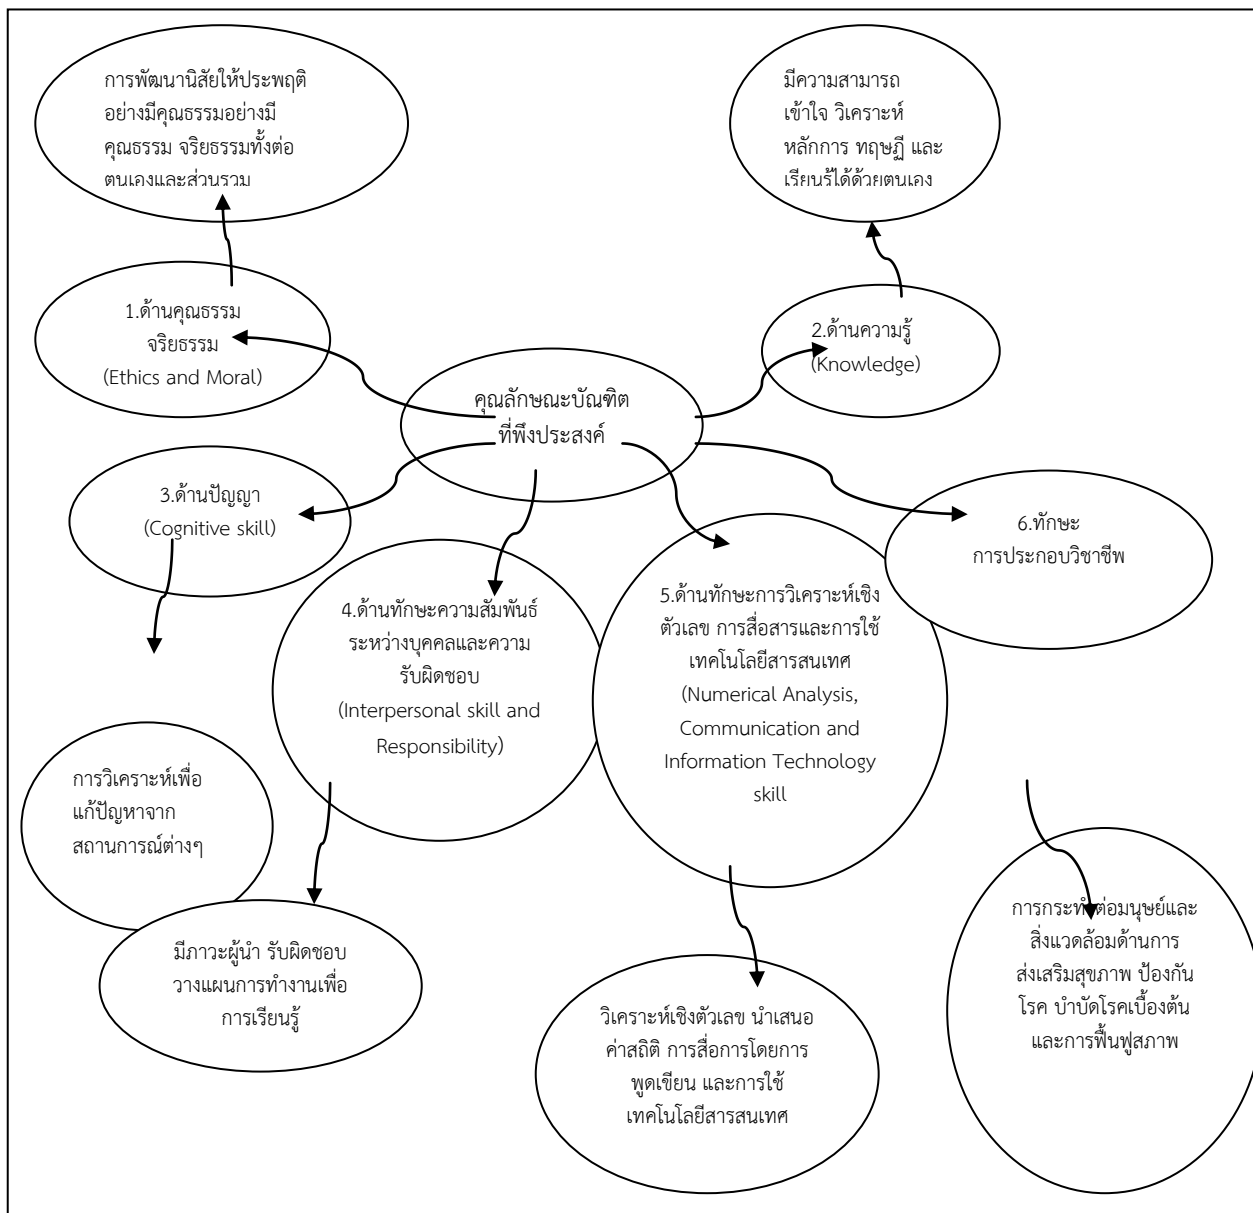 การพัฒนานิสัยให้ประพฤติ
อย่างมีคุณธรรมอย่างมี
คุณธรรม จริยธรรมทั้งต่อ
ตนเองและส่วนรวม
มีความสามารถ
เข้าใจ วิเคราะห์
หลักการ ทฤษฏี และ
เรียนรู้ได้ด้วยตนเอง
1.ด้านคุณธรรม
จริยธรรม
(Ethics and Moral)
2.ด้านความรู้
(Knowledge)
คุณลักษณะบัณฑิต
ที่พึงประสงค์
3.ด้านปัญญา
(Cognitive skill)
4.ด้านทักษะความสัมพันธ์
ระหว่างบุคคลและความ
รับผิดชอบ
(Interpersonal skill and
Responsibility)
5.ด้านทักษะการวิเคราะห์เชิง
ตัวเลข การสื่อสารและการใช้
เทคโนโลยีสารสนเทศ
(Numerical Analysis,
Communication and
Information Technology
skill
6.ทักษะ
การประกอบวิชาชีพ
การวิเคราะห์เพื่อ
แก้ปัญหาจาก
สถานการณ์ต่างๆ
มีภาวะผู้นำ รับผิดชอบ
วางแผนการทำงานเพื่อ
การเรียนรู้
วิเคราะห์เชิงตัวเลข นำเสนอ
ค่าสถิติ การสื่อการโดยการ
พูดเขียน และการใช้
เทคโนโลยีสารสนเทศ
การกระทำต่อมนุษย์และ
สิ่งแวดล้อมด้านการ
ส่งเสริมสุขภาพ ป้องกัน
โรค บำบัดโรคเบื้องต้น
และการฟื้นฟูสภาพ